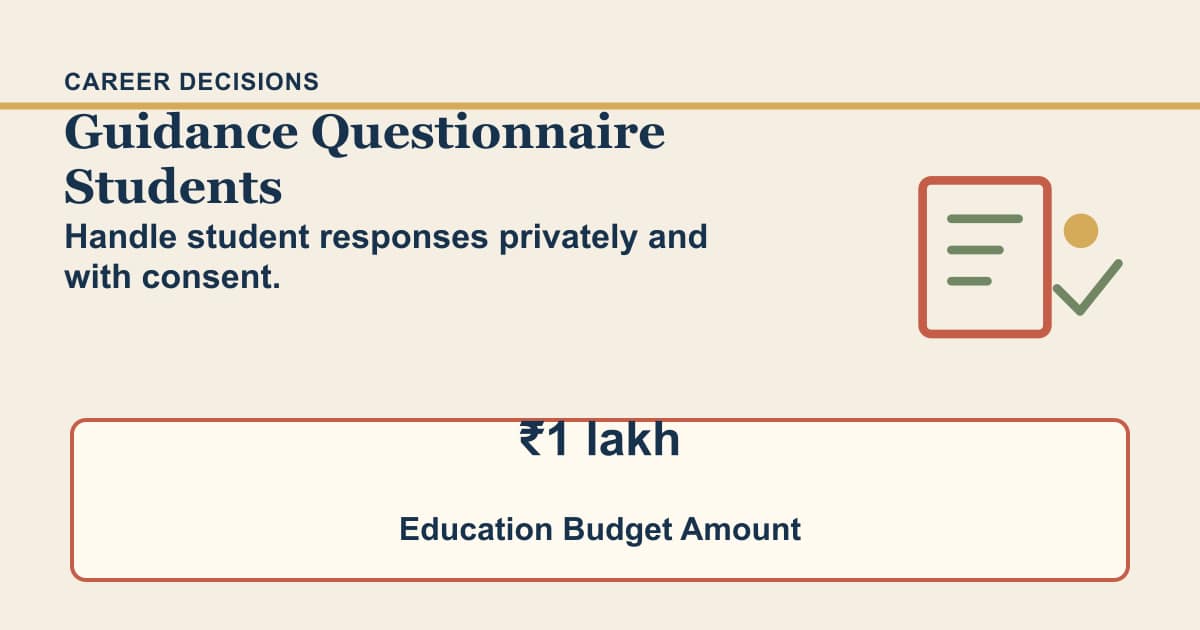 CAREER DECISIONS
Guidance Questionnaire
Students
Handle student responses privately and
with consent.
₹1 lakh
Education Budget Amount